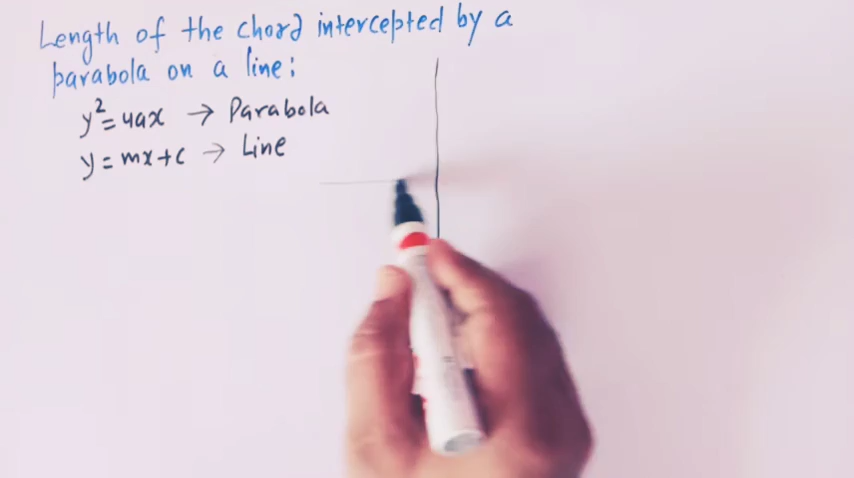 Length of the chord intercepted by a
parabola on a line:
y²=4ax → Parabola
y=mx+c → Line